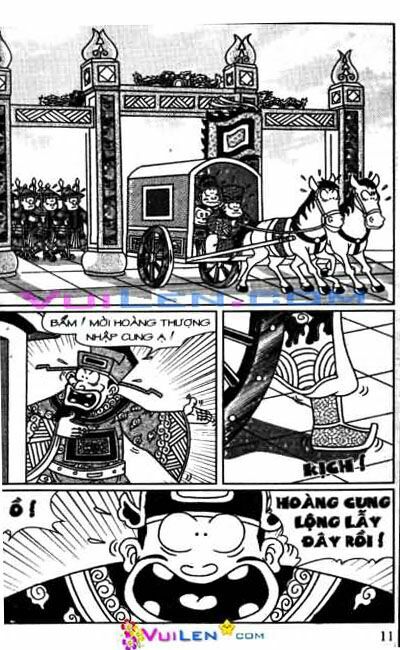 VUILEN.COM
BẨM ! MỜI HOÀNG THƯỢNG
NHẬP CUNG Ạ !
KỊCH !
Ồ !
HOÀNG CUNG
LỘNG LẪY
ĐÂY RỒI !
11
VUILEN.COM